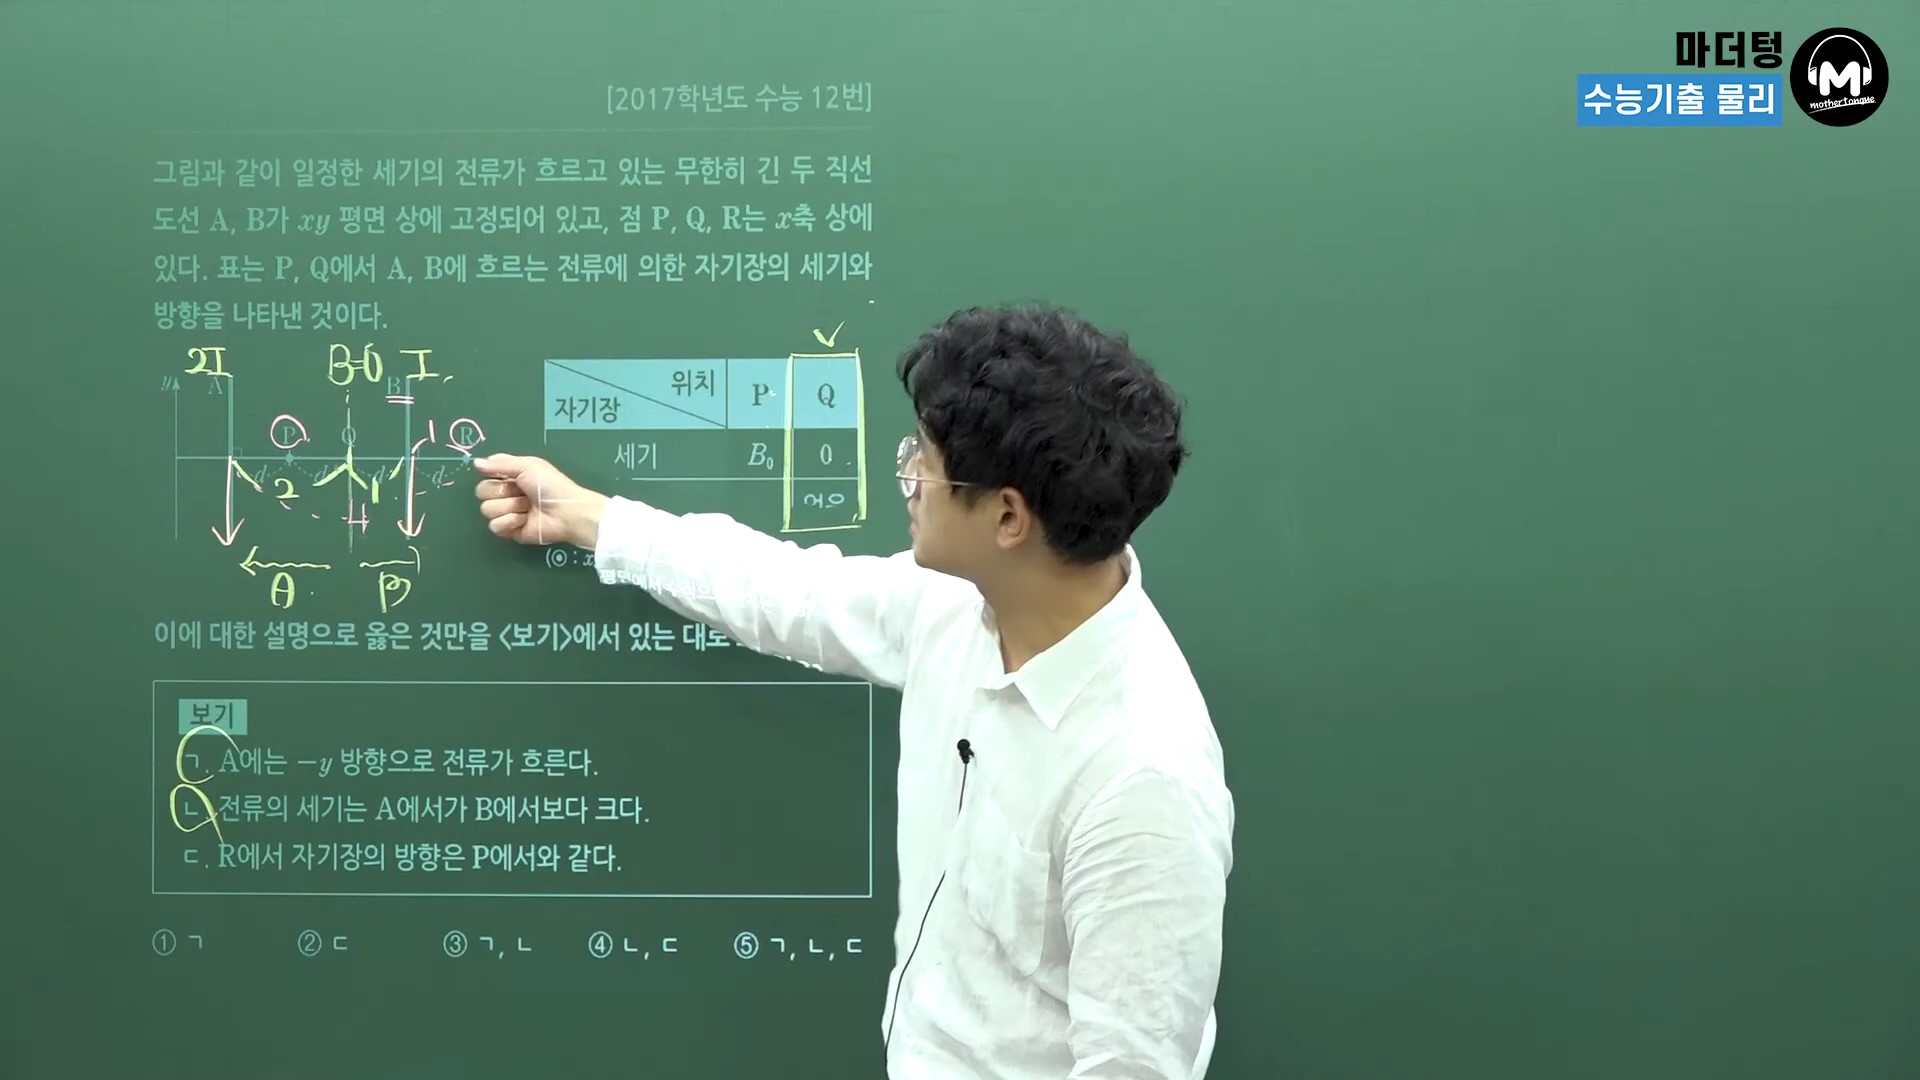 마더텅
수능기출 물리
M
mothertongue
[2017학년도 수능 12번]
그림과 같이 일정한 세기의 전류가 흐르고 있는 무한히 긴 두 직선
도선 A, B가 xy 평면 상에 고정되어 있고, 점 P, Q, R는 x축 상에
있다. 표는 P, Q에서 A, B에 흐르는 전류에 의한 자기장의 세기와
방향을 나타낸 것이다.
2I B=0 I
y A B
P Q 1 R
d d d d
2 1
4
A B
위치 P Q
자기장
세기 B₀ 0
없음
(⊙ : x
이에 대한 설명으로 옳은 것만을 <보기>에서 있는 대로
보기
ㄱ. A에는 −y 방향으로 전류가 흐른다.
ㄴ. 전류의 세기는 A에서가 B에서보다 크다.
ㄷ. R에서 자기장의 방향은 P에서와 같다.
① ㄱ ② ㄷ ③ ㄱ, ㄴ ④ ㄴ, ㄷ ⑤ ㄱ, ㄴ, ㄷ